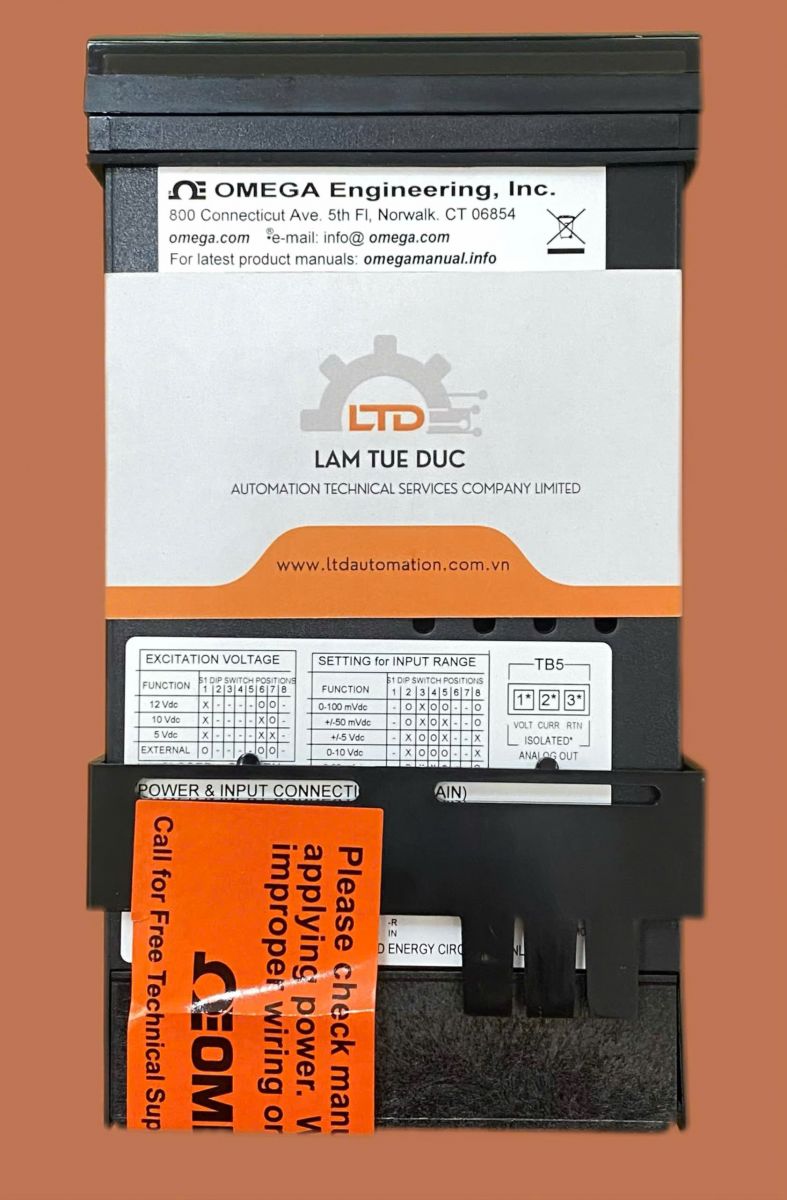 OMEGA Engineering, Inc.
800 Connecticut Ave. 5th Fl, Norwalk. CT 06854
omega.com ®e-mail: info@ omega.com
For latest product manuals: omegamanual.info
LTD
LAM TUE DUC
AUTOMATION TECHNICAL SERVICES COMPANY LIMITED
www.ltdautomation.com.vn
EXCITATION VOLTAGE
FUNCTION S1 DIP SWITCH POSITIONS
1 2 3 4 5 6 7 8
12 Vdc X - - - - O O -
10 Vdc X - - - - X O -
5 Vdc X - - - - X X -
EXTERNAL O - - - - O O -
SETTING for INPUT RANGE
FUNCTION S1 DIP SWITCH POSITIONS
1 2 3 4 5 6 7 8
0-100 mVdc - O X O O - - O
+/-50 mVdc - O X O X - - O
+/-5 Vdc - X O O X - - X
0-10 Vdc - X O O O - - X
TB5
1* 2* 3*
VOLT CURR RTN
ISOLATED*
ANALOG OUT
POWER & INPUT CONNECTI
AIN)
-R
IN
D ENERGY CIRC
Please check manu
applying power. W
improper wiring or
OME
Call for Free Technical Sup